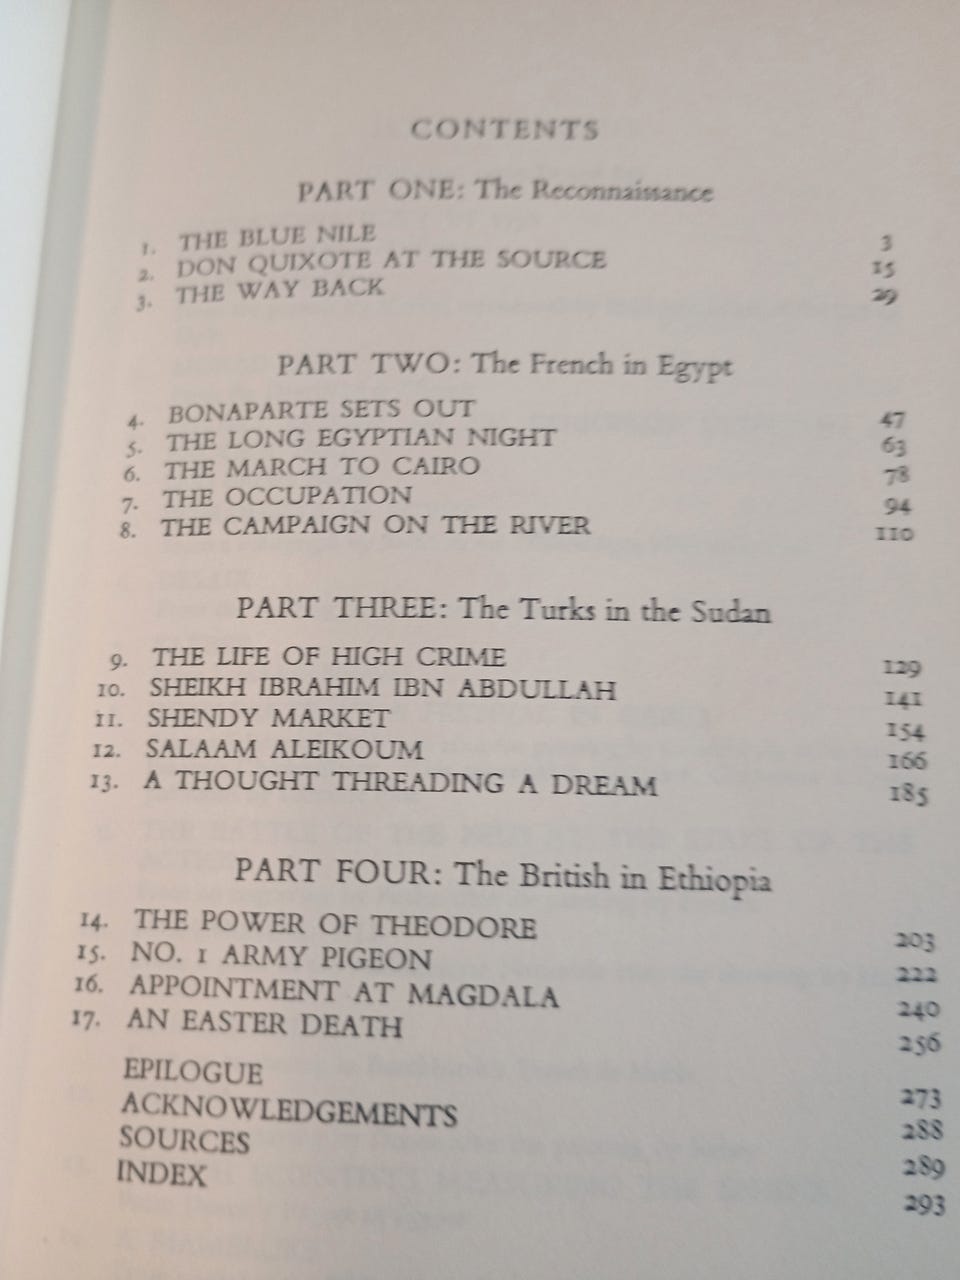 CONTENTS
PART ONE: The Reconnaissance
1. THE BLUE NILE 3
2. DON QUIXOTE AT THE SOURCE 15
3. THE WAY BACK 29
PART TWO: The French in Egypt
4. BONAPARTE SETS OUT 47
5. THE LONG EGYPTIAN NIGHT 63
6. THE MARCH TO CAIRO 78
7. THE OCCUPATION 94
8. THE CAMPAIGN ON THE RIVER 110
PART THREE: The Turks in the Sudan
9. THE LIFE OF HIGH CRIME 129
10. SHEIKH IBRAHIM IBN ABDULLAH 141
11. SHENDY MARKET 154
12. SALAAM ALEIKOUM 166
13. A THOUGHT THREADING A DREAM 185
PART FOUR: The British in Ethiopia
14. THE POWER OF THEODORE 203
15. NO. 1 ARMY PIGEON 222
16. APPOINTMENT AT MAGDALA 240
17. AN EASTER DEATH 256
EPILOGUE 273
ACKNOWLEDGEMENTS 288
SOURCES 289
INDEX 293